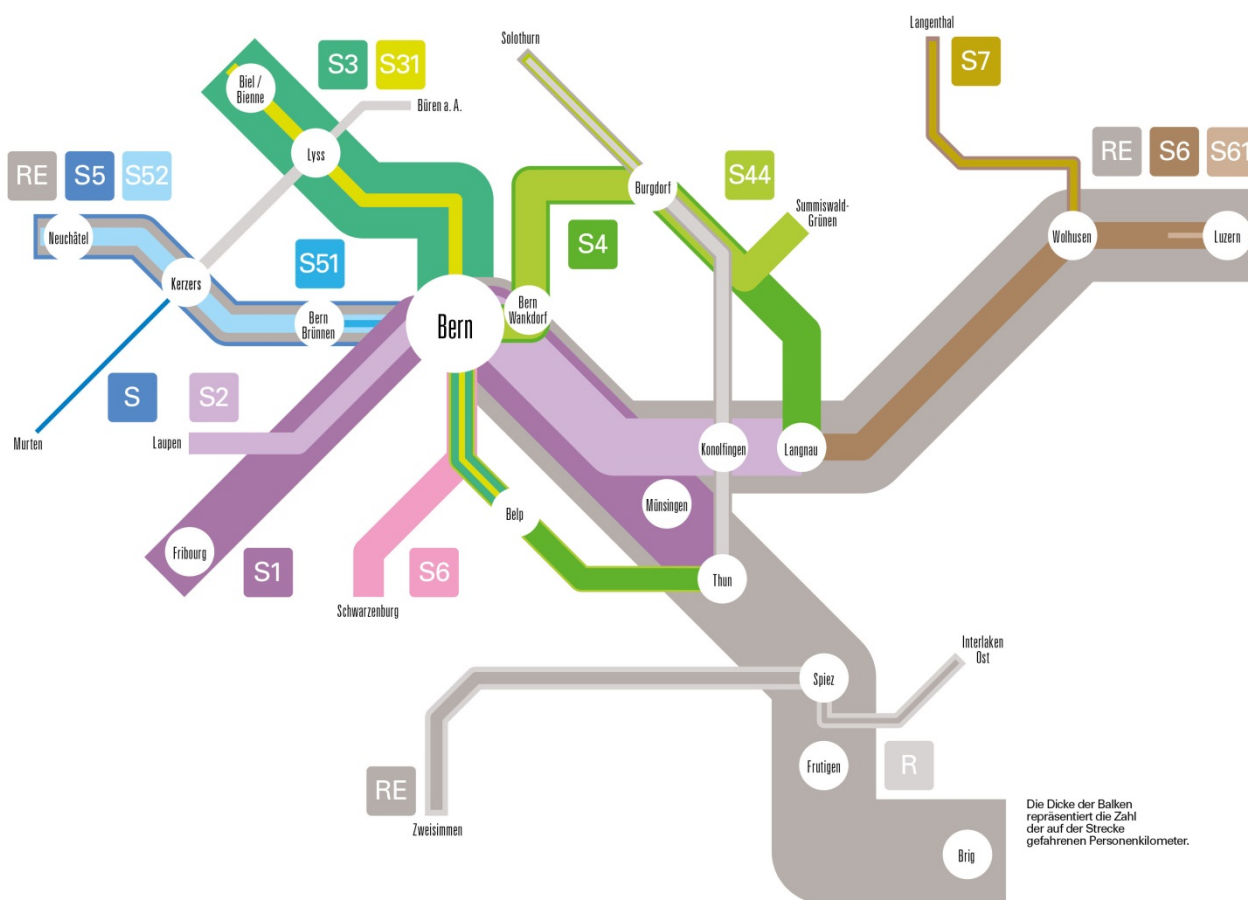 Langenthal
Solothurn
S3
S31
S7
Biel /
Bienne
Büren a. A.
RE
S6
S61
Lyss
RE
S5
S52
S44
Burgdorf
Summiswald-
Grünen
Neuchâtel
S4
Wolhusen
Luzern
S51
Kerzers
Bern
Wankdorf
Bern
Brünnen
Bern
S
S2
Murten
Laupen
Konolfingen
Langnau
Münsingen
Belp
Fribourg
S1
S6
Thun
Schwarzenburg
Interlaken
Ost
Spiez
Frutigen
R
RE
Zweisimmen
Die Dicke der Balken
repräsentiert die Zahl
der auf der Strecke
gefahrenen Personenkilometer.
Brig